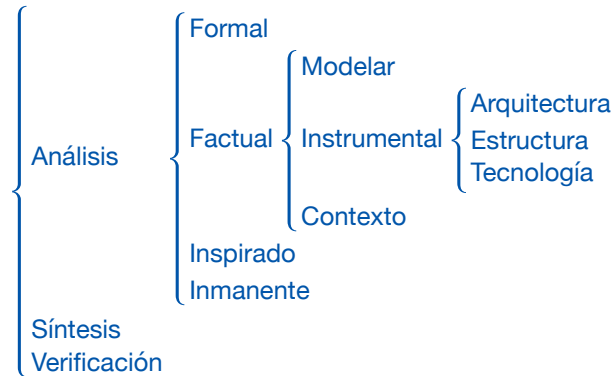 Formal
Modelar
Arquitectura
Análisis
Factual
Instrumental
Estructura
Tecnología
Contexto
Inspirado
Inmanente
Síntesis
Verificación